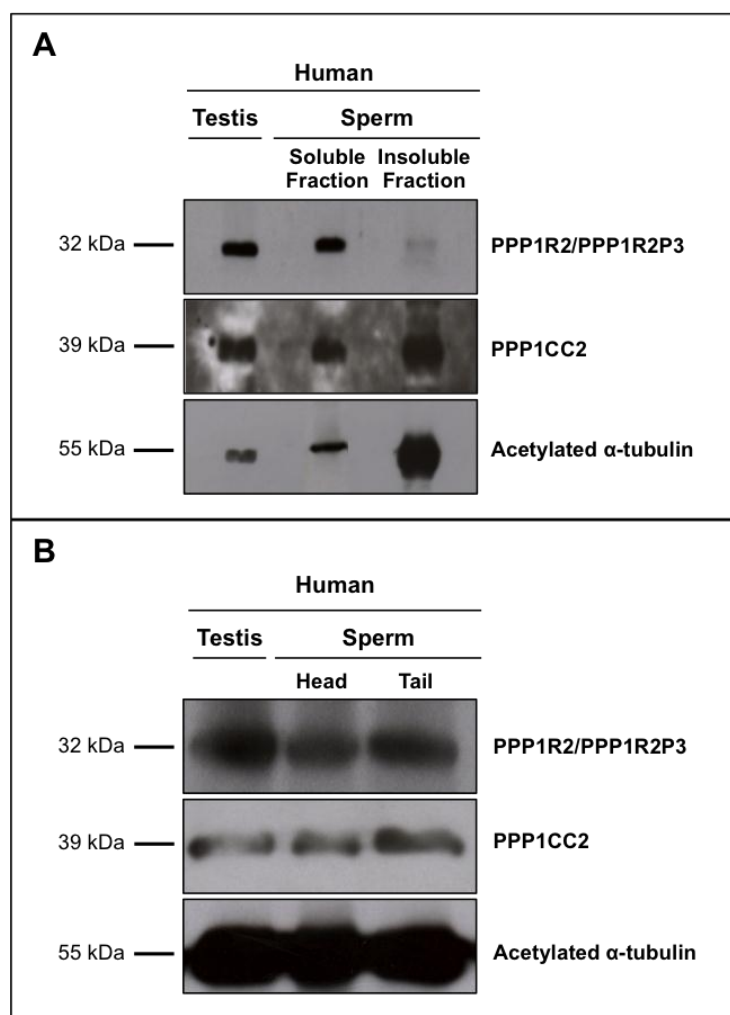 A
Human
Testis Sperm
Soluble Insoluble
Fraction Fraction
32 kDa PPP1R2/PPP1R2P3
39 kDa PPP1CC2
55 kDa Acetylated α-tubulin
B
Human
Testis Sperm
Head Tail
32 kDa PPP1R2/PPP1R2P3
39 kDa PPP1CC2
55 kDa Acetylated α-tubulin